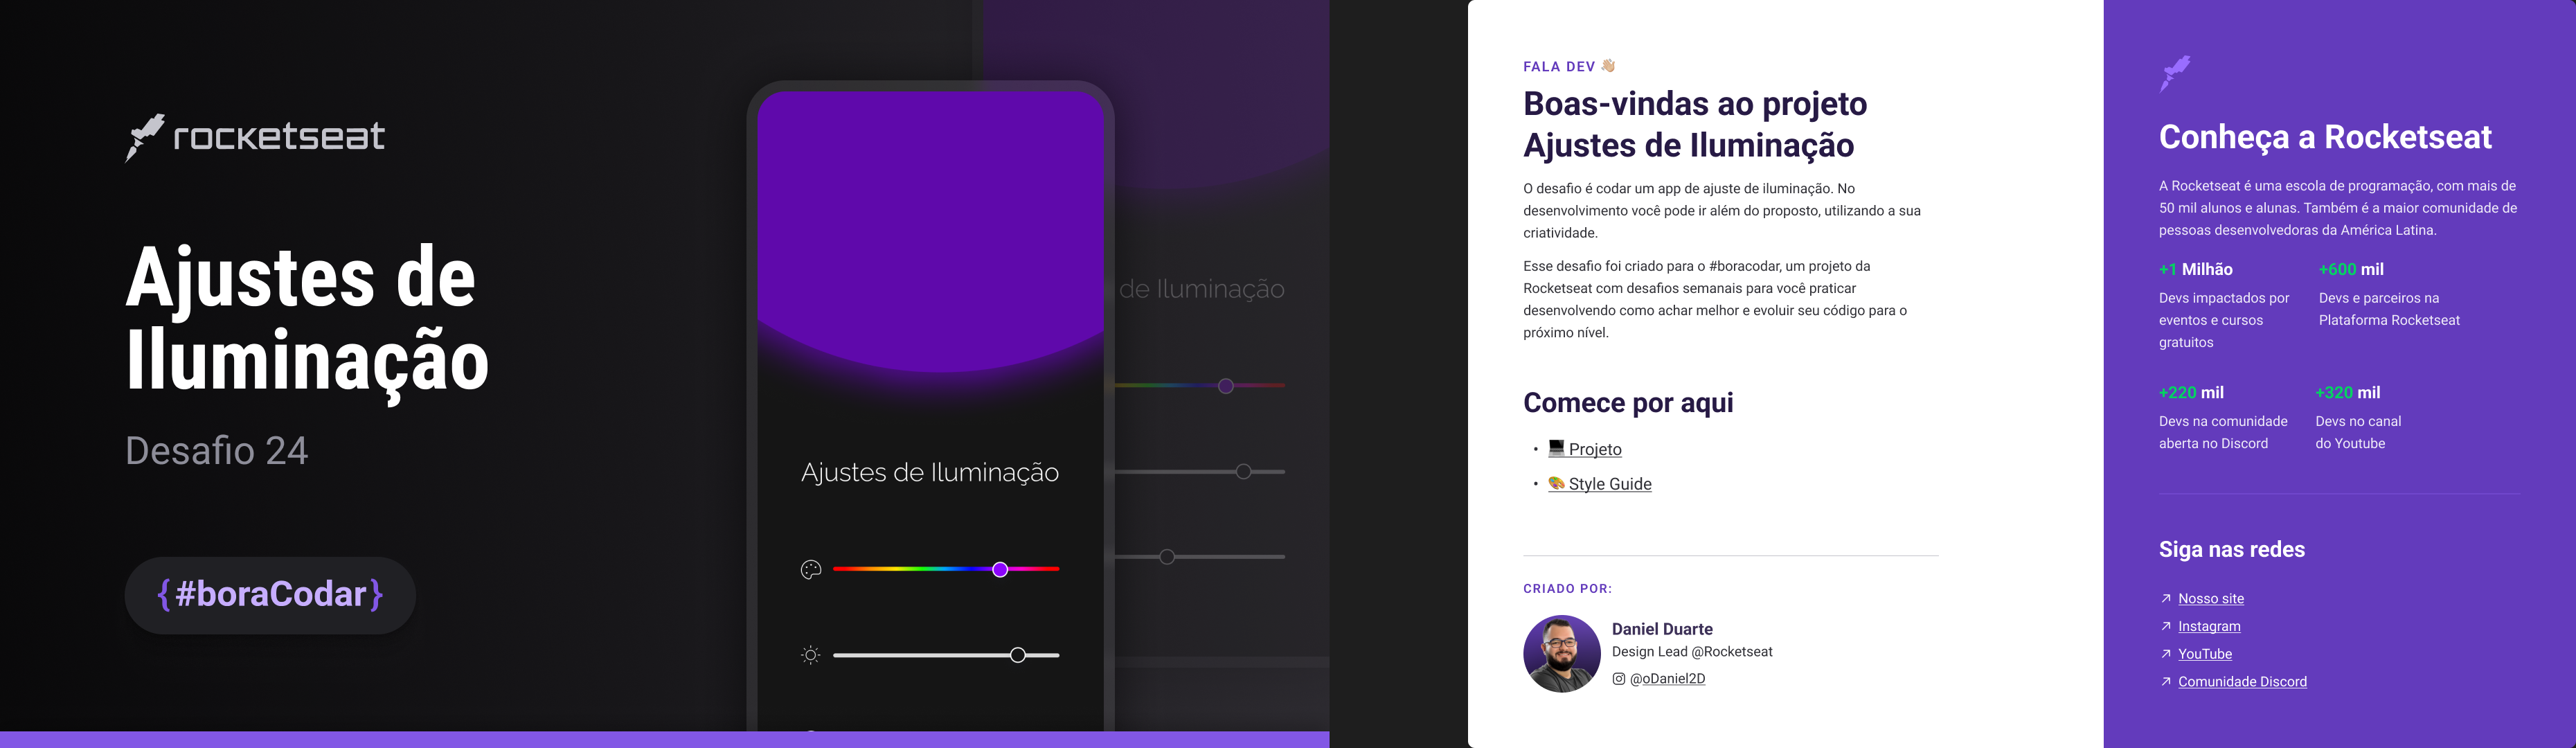 rocketseat
Ajustes de
Iluminação
Desafio 24
{#boraCodar}
Ajustes de Iluminação
de Iluminação
FALA DEV 👋🏼
Boas-vindas ao projeto
Ajustes de Iluminação
O desafio é codar um app de ajuste de iluminação. No
desenvolvimento você pode ir além do proposto, utilizando a sua
criatividade.
Esse desafio foi criado para o #boracodar, um projeto da
Rocketseat com desafios semanais para você praticar
desenvolvendo como achar melhor e evoluir seu código para o
próximo nível.
Comece por aqui
• 💻 Projeto
• 🎨 Style Guide
CRIADO POR:
Daniel Duarte
Design Lead @Rocketseat
@oDaniel2D
Conheça a Rocketseat
A Rocketseat é uma escola de programação, com mais de
50 mil alunos e alunas. Também é a maior comunidade de
pessoas desenvolvedoras da América Latina.
+1 Milhão
Devs impactados por
eventos e cursos
gratuitos
+600 mil
Devs e parceiros na
Plataforma Rocketseat
+220 mil
Devs na comunidade
aberta no Discord
+320 mil
Devs no canal
do Youtube
Siga nas redes
↗ Nosso site
↗ Instagram
↗ YouTube
↗ Comunidade Discord